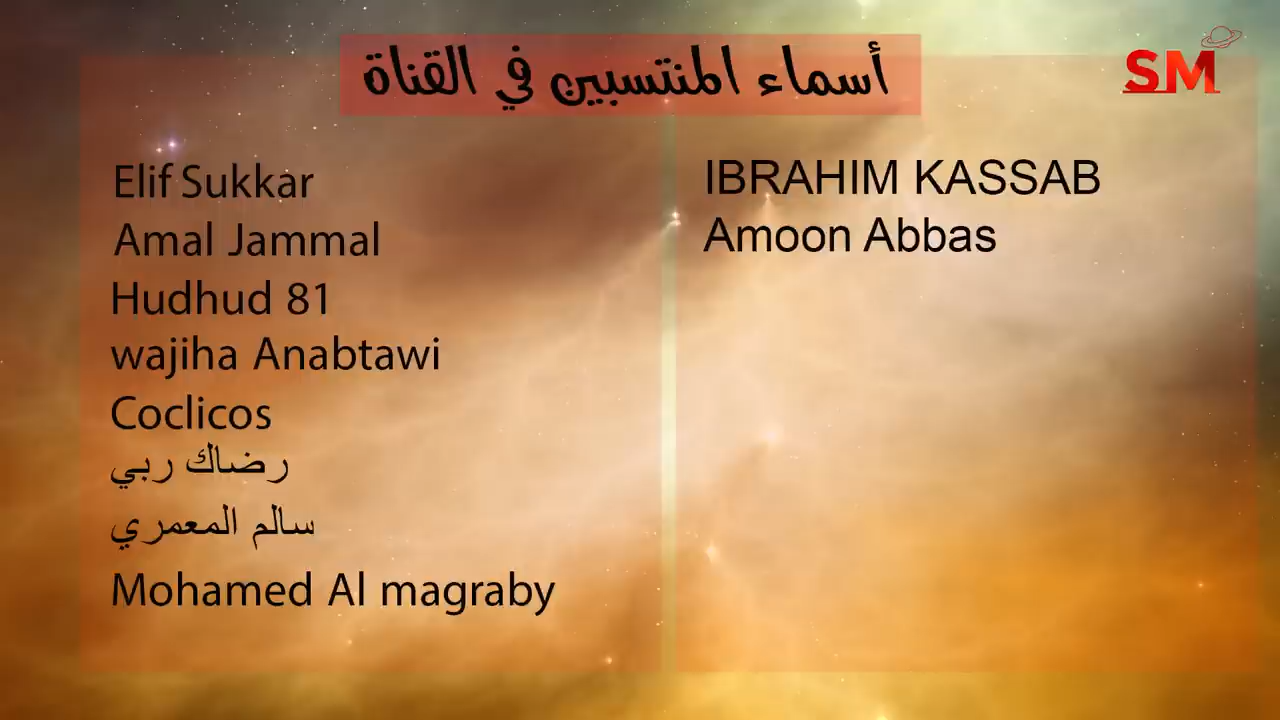 أسماء المنتسبين في القناة
SM
Elif Sukkar
Amal Jammal
Hudhud 81
wajiha Anabtawi
Coclicos
رضاك ربي
سالم المعمري
Mohamed Al magraby
IBRAHIM KASSAB
Amoon Abbas